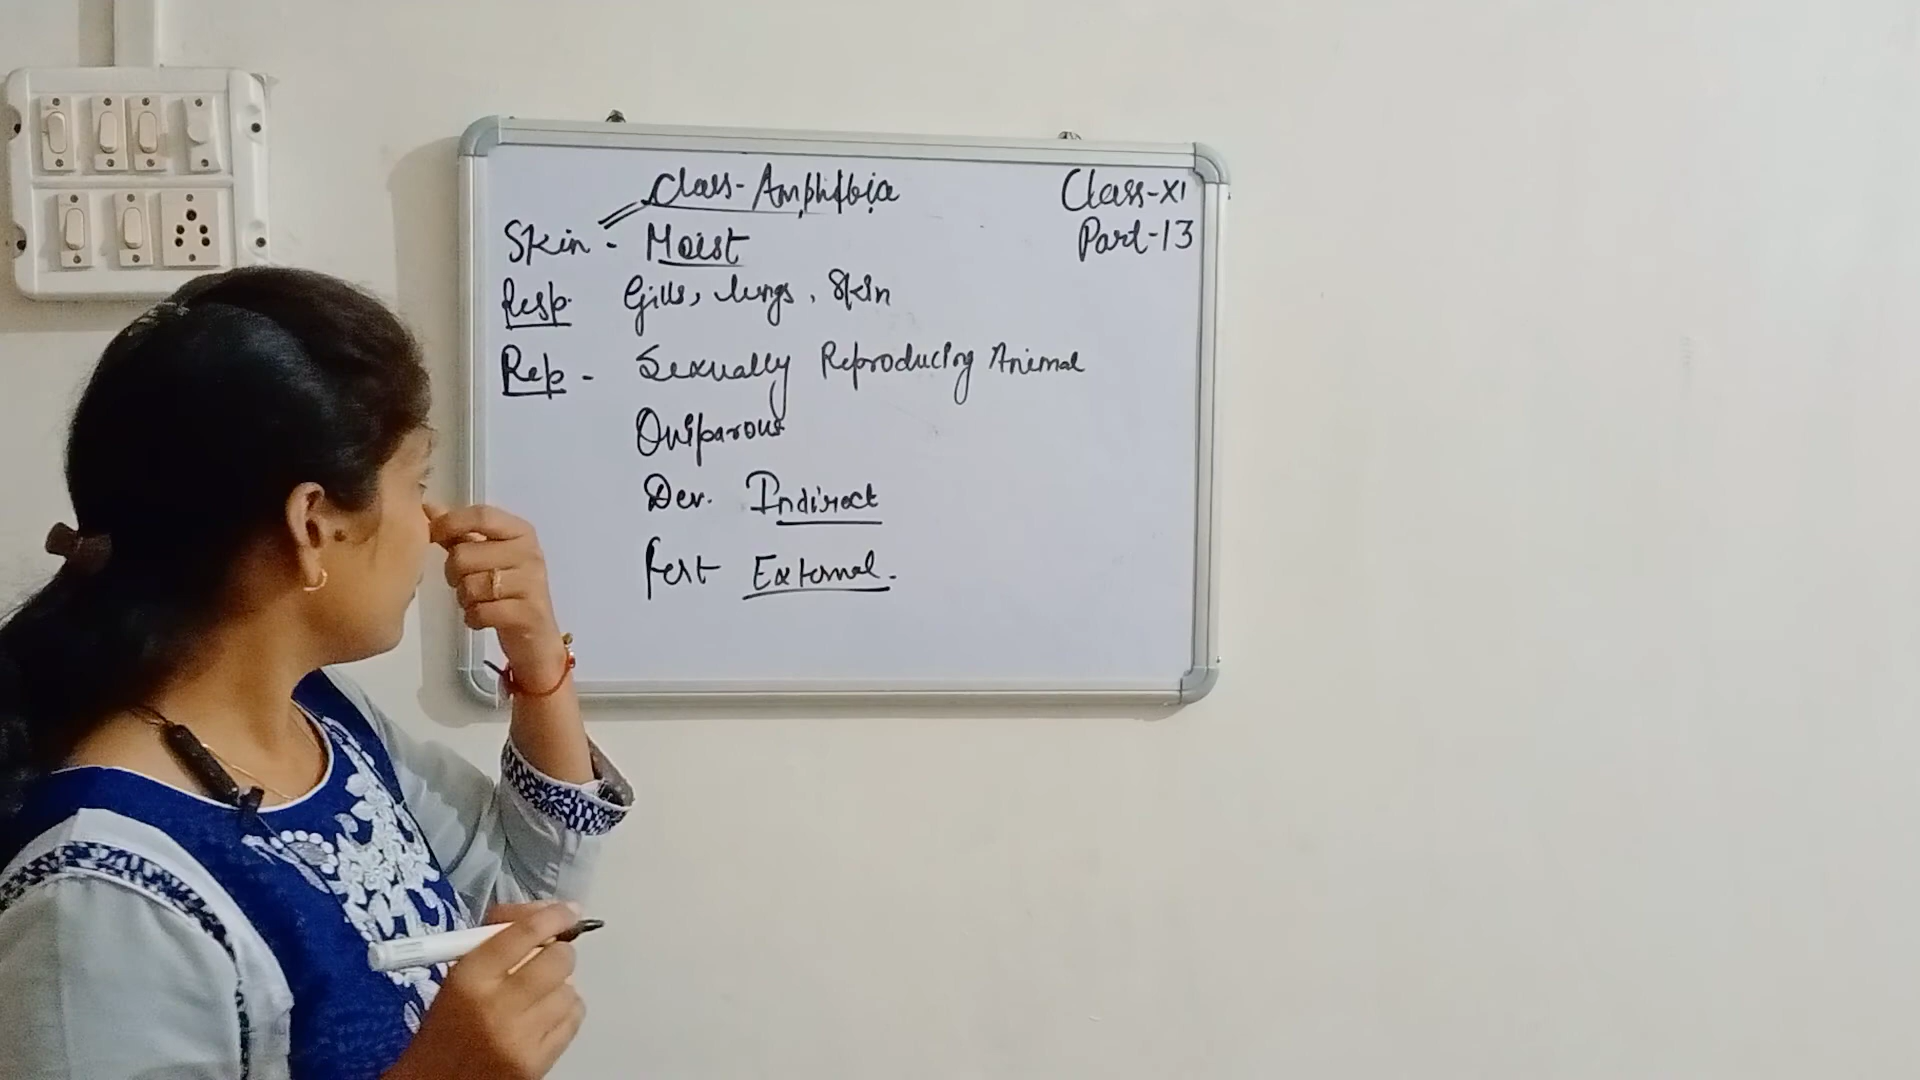 Class-Amphibia
Class-XI
Part-13
Skin - Moist
Resp. Gills, lungs, Skin
Rep - Sexually Reproducing Animal
Oviparous
Dev. Indirect
Fert External.